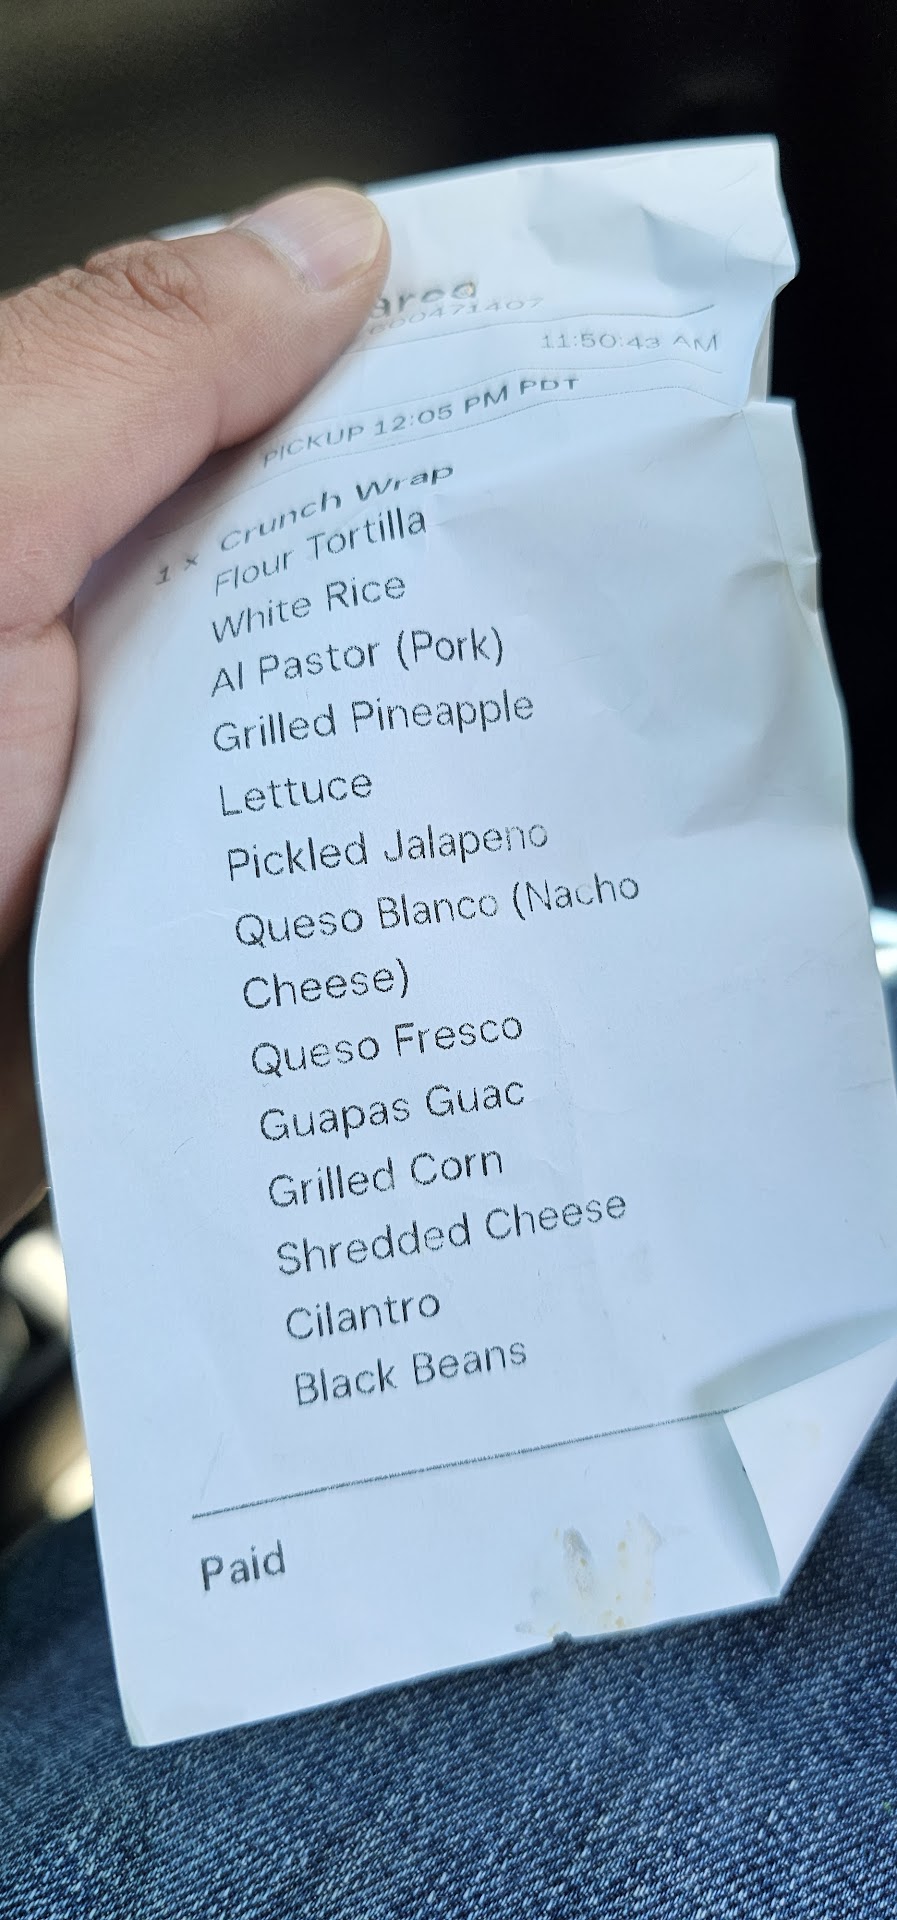 11:50:43 AM
PICKUP 12:05 PM PDT
1 × Crunch Wrap
Flour Tortilla
White Rice
Al Pastor (Pork)
Grilled Pineapple
Lettuce
Pickled Jalapeno
Queso Blanco (Nacho
Cheese)
Queso Fresco
Guapas Guac
Grilled Corn
Shredded Cheese
Cilantro
Black Beans
Paid